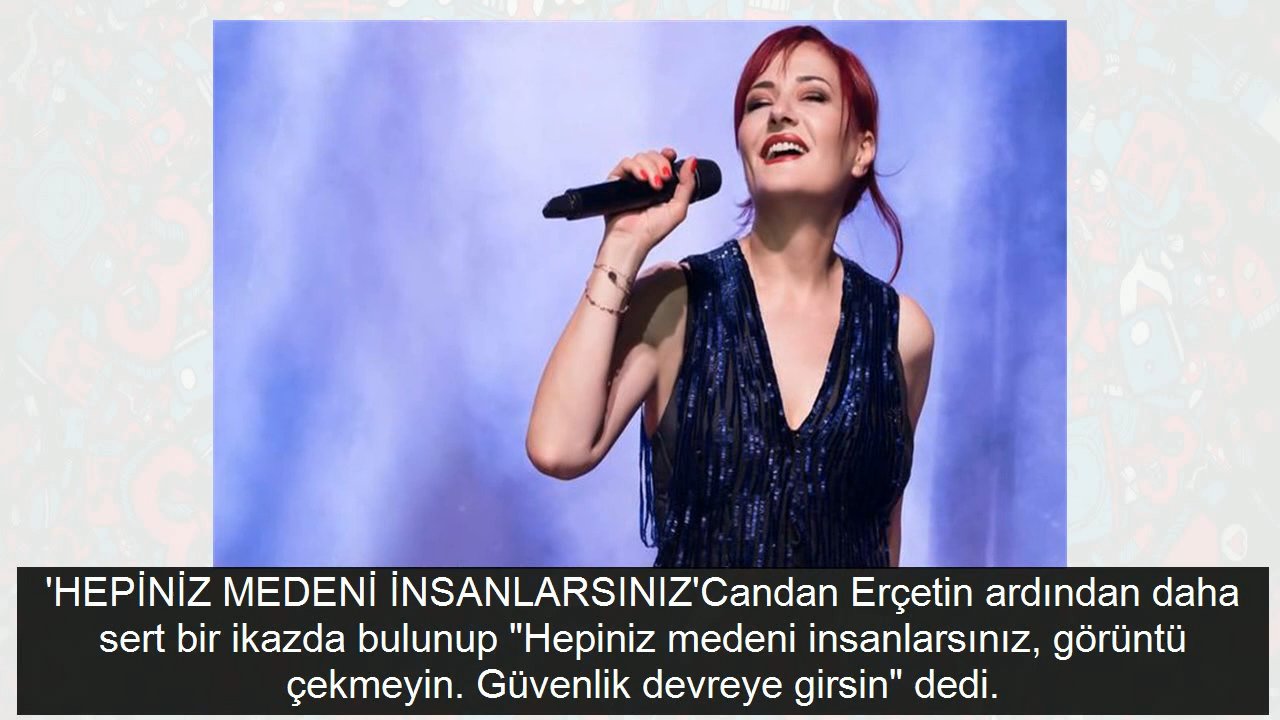 'HEPİNİZ MEDENİ İNSANLARSINIZ'Candan Erçetin ardından daha
sert bir ikazda bulunup "Hepiniz medeni insanlarsınız, görüntü
çekmeyin. Güvenlik devreye girsin" dedi.